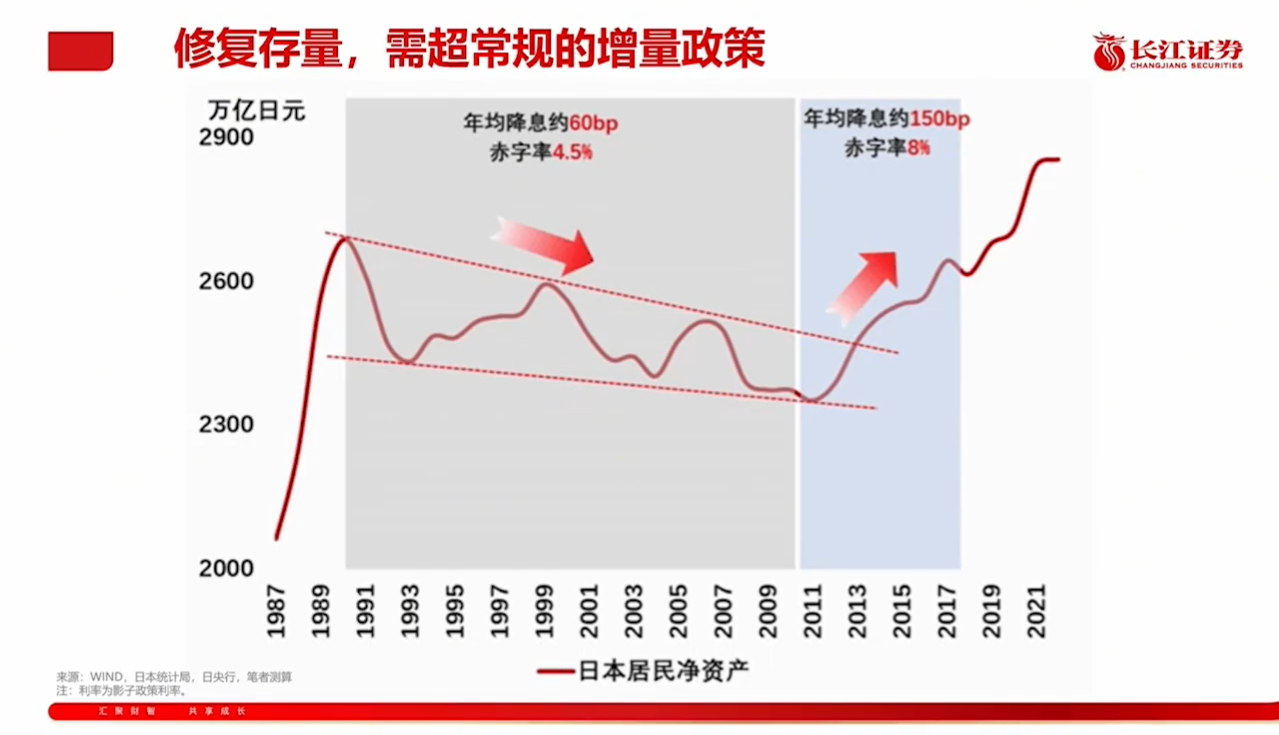 修复存量，需超常规的增量政策
长江证券
CHANGJIANG SECURITIES
万亿日元
2900
2600
2300
2000
年均降息约60bp
赤字率4.5%
年均降息约150bp
赤字率8%
1987 1989 1991 1993 1995 1997 1999 2001 2003 2005 2007 2009 2011 2013 2015 2017 2019 2021
日本居民净资产
来源：WIND，日本统计局，日央行，笔者测算
注：利率为影子政策利率。
汇聚财智 共享成长